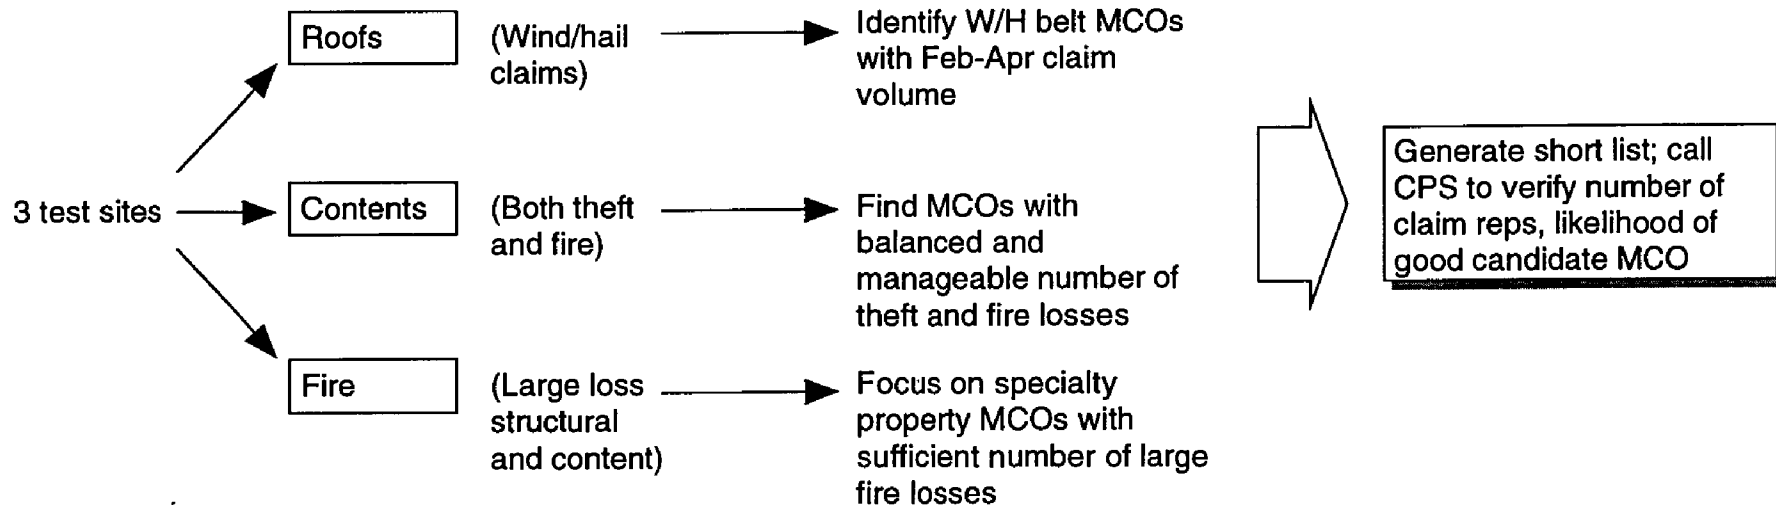 Roofs
(Wind/hail
claims)
Identify W/H belt MCOs
with Feb-Apr claim
volume
3 test sites
Contents
(Both theft
and fire)
Find MCOs with
balanced and
manageable number of
theft and fire losses
Fire
(Large loss
structural
and content)
Focus on specialty
property MCOs with
sufficient number of large
fire losses
Generate short list; call
CPS to verify number of
claim reps, likelihood of
good candidate MCO